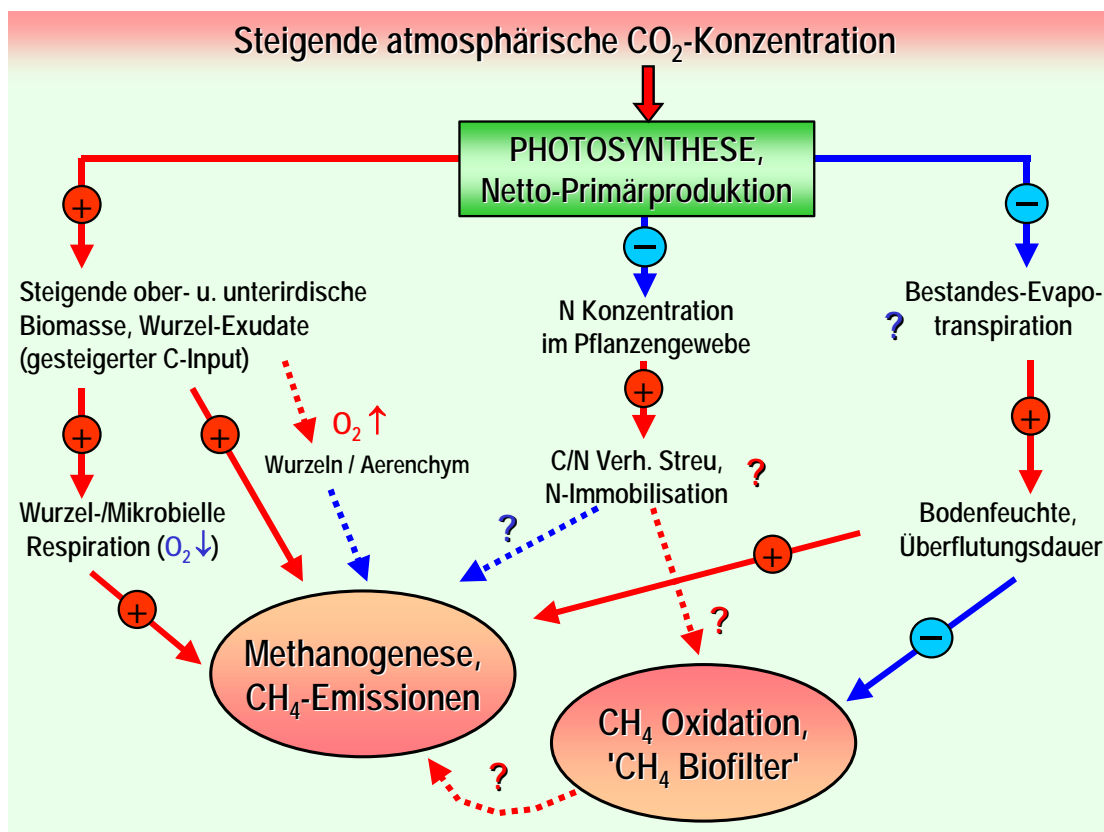 Steigende atmosphärische CO₂-Konzentration
PHOTOSYNTHESE,
Netto-Primärproduktion
+
−
−
Steigende ober- u. unterirdische
Biomasse, Wurzel-Exudate
(gesteigerter C-Input)
N Konzentration
im Pflanzengewebe
?
Bestandes-Evapo-
transpiration
+
+
O₂ ↑
Wurzeln / Aerenchym
+
+
C/N Verh. Streu,
N-Immobilisation
?
Wurzel-/Mikrobielle
Respiration (O₂↓)
?
Bodenfeuchte,
Überflutungsdauer
+
+
?
−
Methanogenese,
CH₄-Emissionen
CH₄ Oxidation,
'CH₄ Biofilter'
?